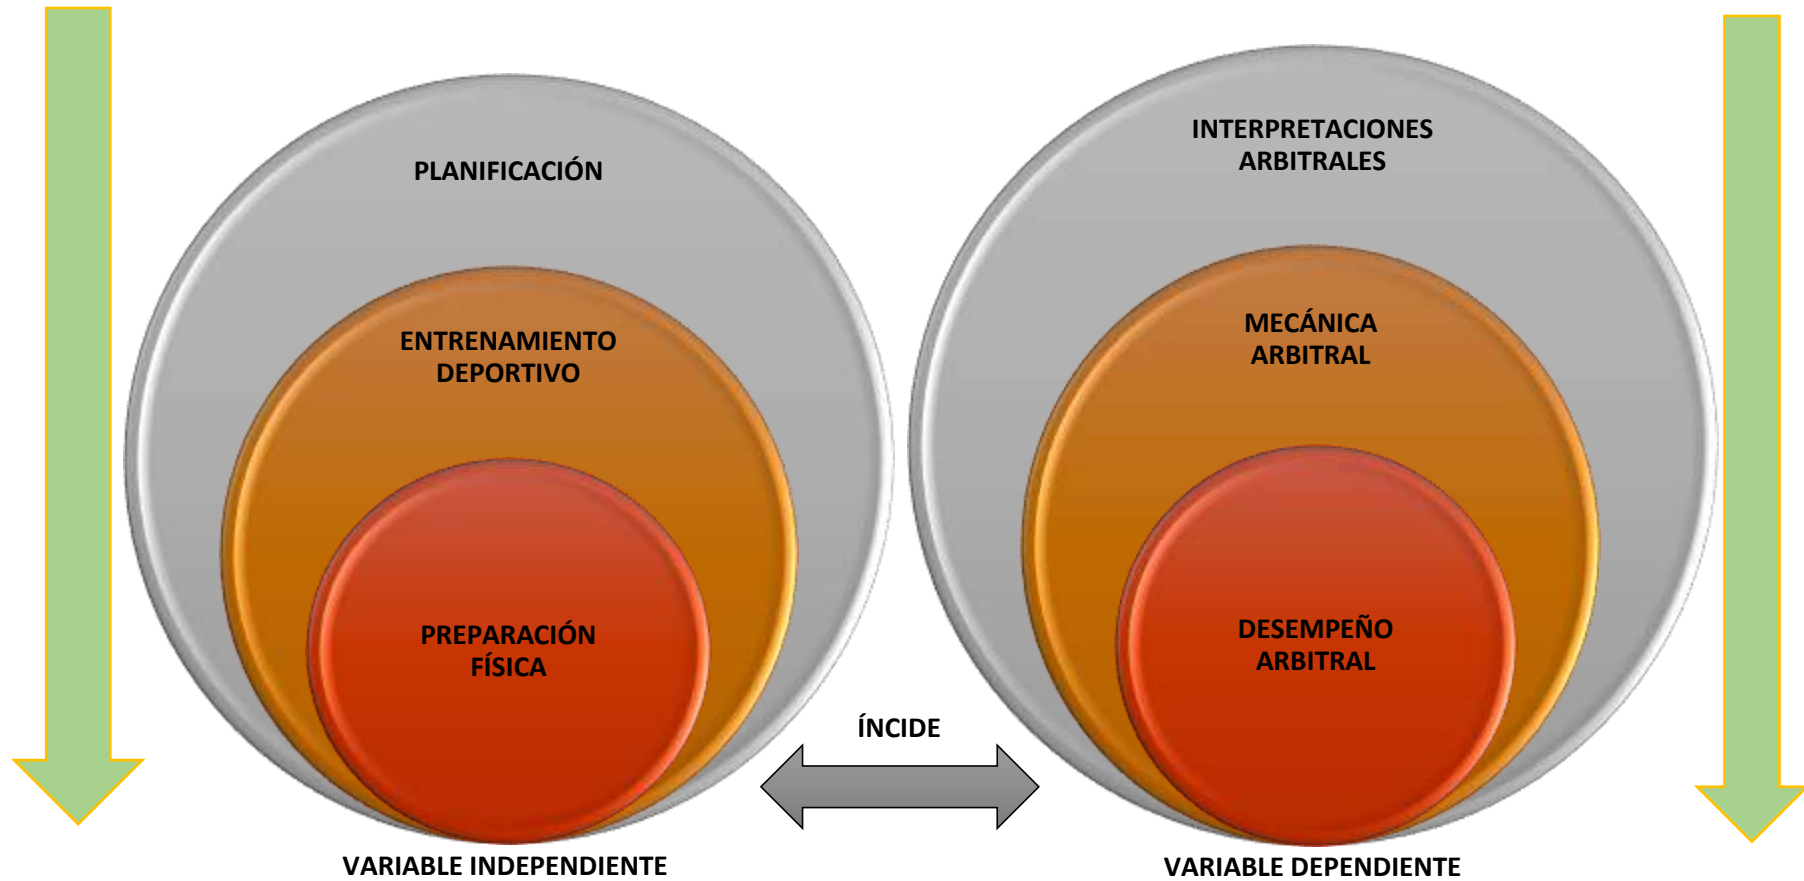 PLANIFICACIÓN
ENTRENAMIENTO
DEPORTIVO
PREPARACIÓN
FÍSICA
VARIABLE INDEPENDIENTE
ÍNCIDE
INTERPRETACIONES
ARBITRALES
MECÁNICA
ARBITRAL
DESEMPEÑO
ARBITRAL
VARIABLE DEPENDIENTE